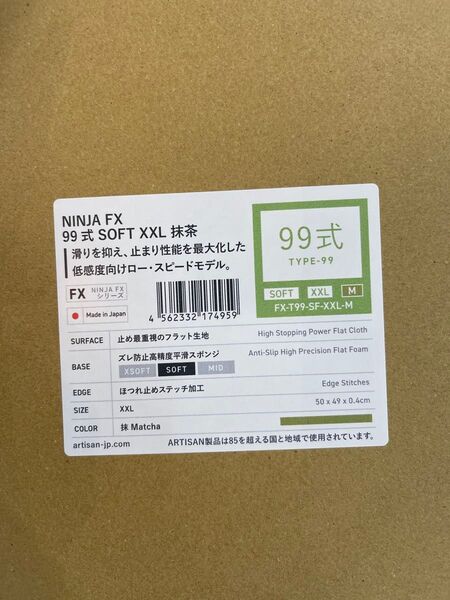 NINJA FX
99式 SOFT XXL 抹茶
滑りを抑え、止まり性能を最大化した
低感度向けロー・スピードモデル。
FX NINJA FX シリーズ
Made in Japan
4 562332 174959
99式
TYPE-99
SOFT XXL M
FX-T99-SF-XXL-M
SURFACE 止め最重視のフラット生地 High Stopping Power Flat Cloth
BASE ズレ防止高精度平滑スポンジ Anti-Slip High Precision Flat Foam
XSOFT SOFT MID
EDGE ほつれ止めステッチ加工 Edge Stitches
SIZE XXL 50 x 49 x 0.4cm
COLOR 抹 Matcha
artisan-jp.com ARTISAN製品は85を超える国と地域で使用されています。